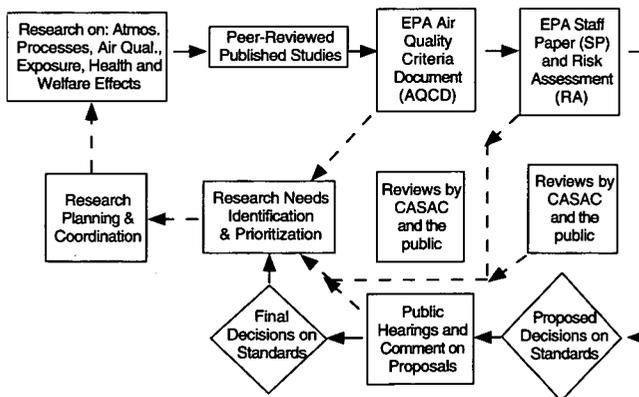 Research on: Atmos.
Processes, Air Qual.,
Exposure, Health and
Welfare Effects
Peer-Reviewed
Published Studies
EPA Air
Quality
Criteria
Document
(AQCD)
EPA Staff
Paper (SP)
and Risk
Assessment
(RA)
Research
Planning &
Coordination
Research Needs
Identification
& Prioritization
Reviews by
CASAC
and the
public
Reviews by
CASAC
and the
public
Final
Decisions on
Standards
Public
Hearings and
Comment on
Proposals
Proposed
Decisions on
Standards